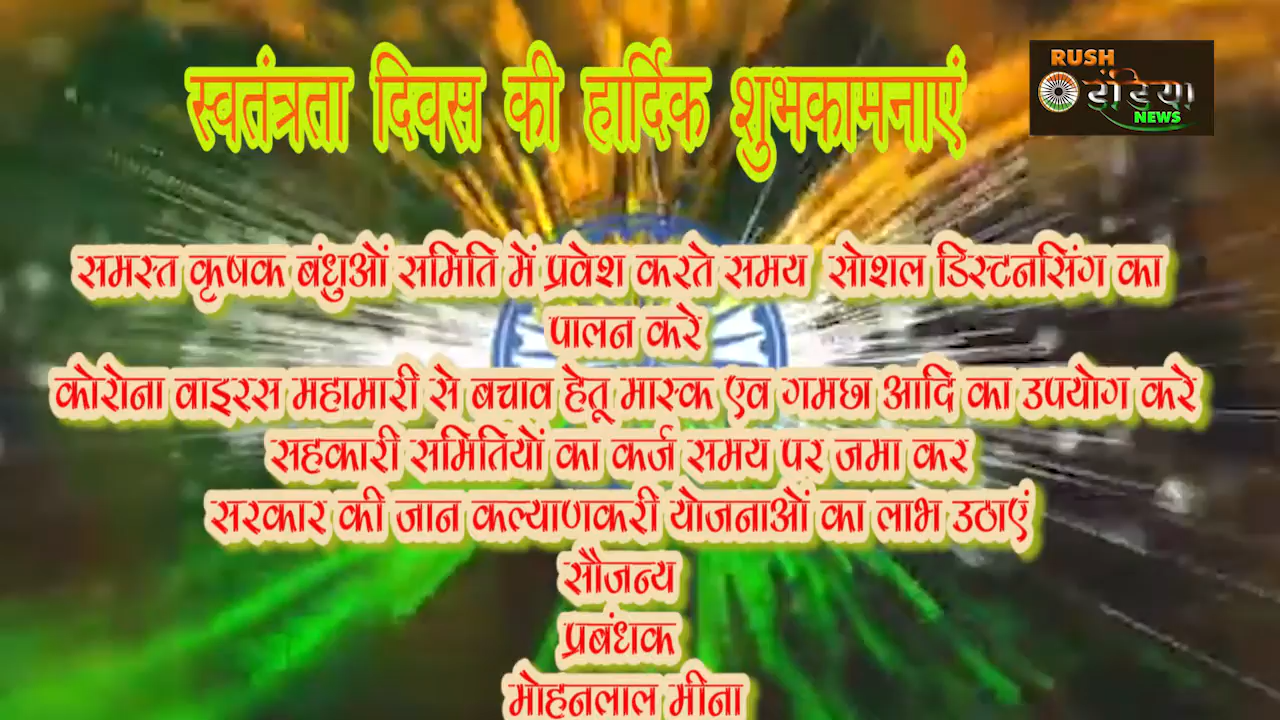 स्वतंत्रता दिवस की हार्दिक शुभकामनाएं
RUSH
इंडिया
NEWS
समस्त कृषक बंधुओं समिति में प्रवेश करते समय सोशल डिस्टनसिंग का
पालन करे
कोरोना वाइरस महामारी से बचाव हेतू मास्क एव गमछा आदि का उपयोग करे
सहकारी समितियों का कर्ज समय पर जमा कर
सरकार की जान कल्याणकरी योजनाओं का लाभ उठाएं
सौजन्य
प्रबंधक
मोहनलाल मीना